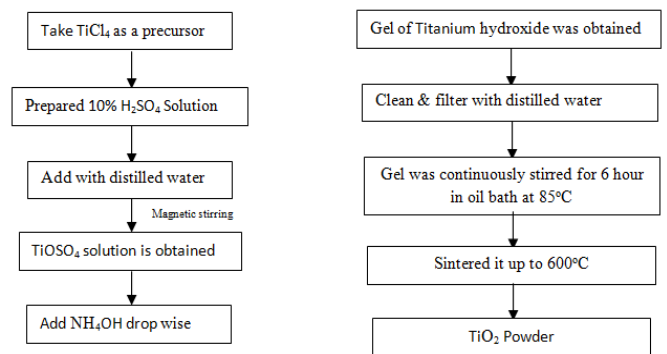 Take TiCl₄ as a precursor
Prepared 10% H₂SO₄ Solution
Add with distilled water
Magnetic stirring
TiOSO₄ solution is obtained
Add NH₄OH drop wise
Gel of Titanium hydroxide was obtained
Clean & filter with distilled water
Gel was continuously stirred for 6 hour
in oil bath at 85°C
Sintered it up to 600°C
TiO₂ Powder